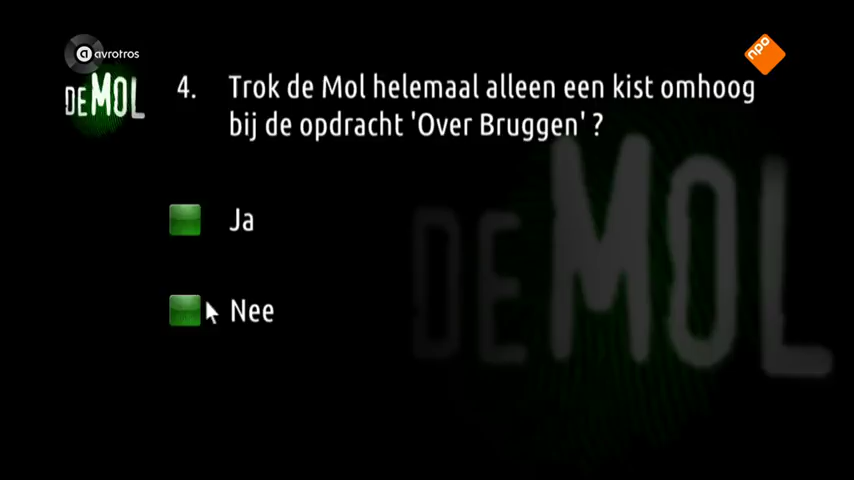 avrotros
npo
DE MOL
4. Trok de Mol helemaal alleen een kist omhoog
bij de opdracht 'Over Bruggen' ?
Ja
Nee
DE MOL